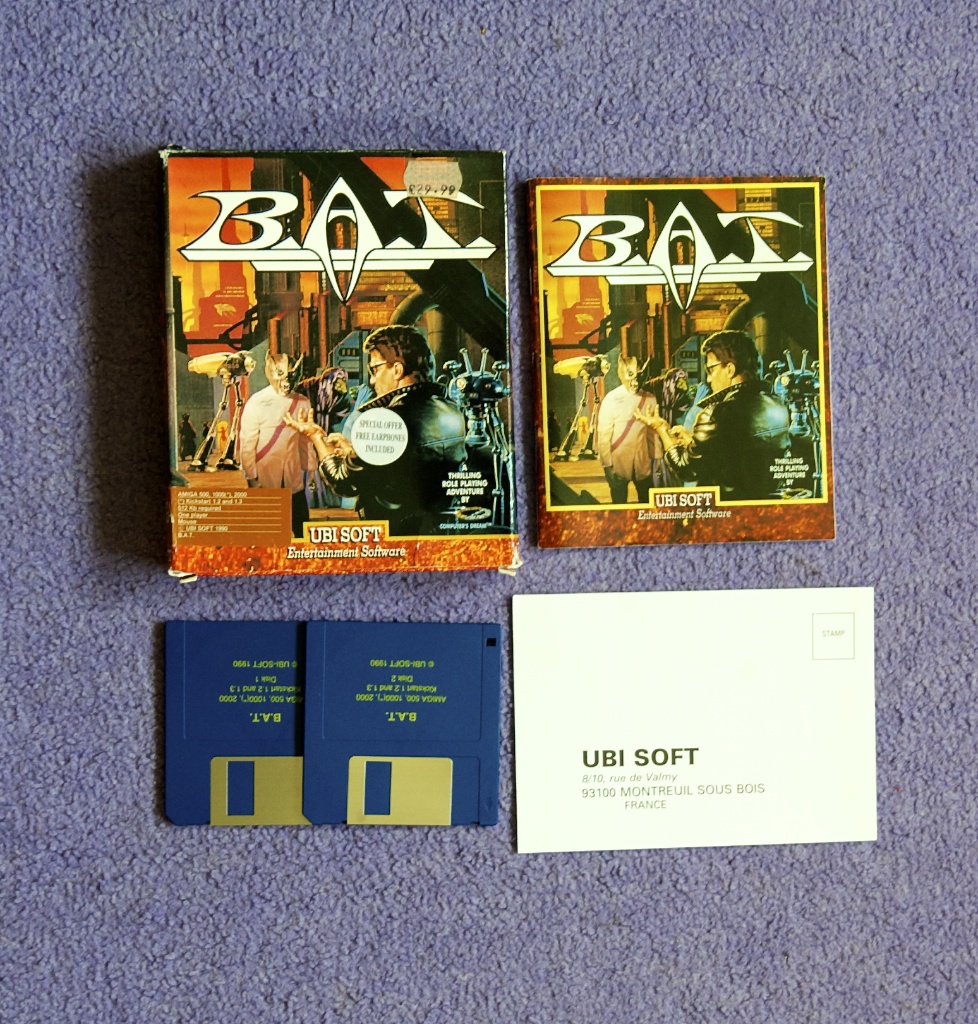 £29.99
B.A.T.
SPECIAL OFFER
FREE EARPHONES
INCLUDED
A
THRILLING
ROLE PLAYING
ADVENTURE
BY
COMPUTER'S DREAM
AMIGA 500, 1000(*), 2000
(*) Kickstart 1.2 and 1.3
512 Kb required
One player
Mouse
© UBI SOFT 1990
B.A.T.
UBI SOFT
Entertainment Software
B.A.T.
A
THRILLING
ROLE PLAYING
ADVENTURE
BY
UBI SOFT
Entertainment Software
B.A.T.
AMIGA 500, 1000(*), 2000
Kickstart 1.2 and 1.3
Disk 1
© UBI-SOFT 1990
B.A.T.
AMIGA 500, 1000(*), 2000
Kickstart 1.2 and 1.3
Disk 2
© UBI-SOFT 1990
STAMP
UBI SOFT
8/10, rue de Valmy
93100 MONTREUIL SOUS BOIS
FRANCE